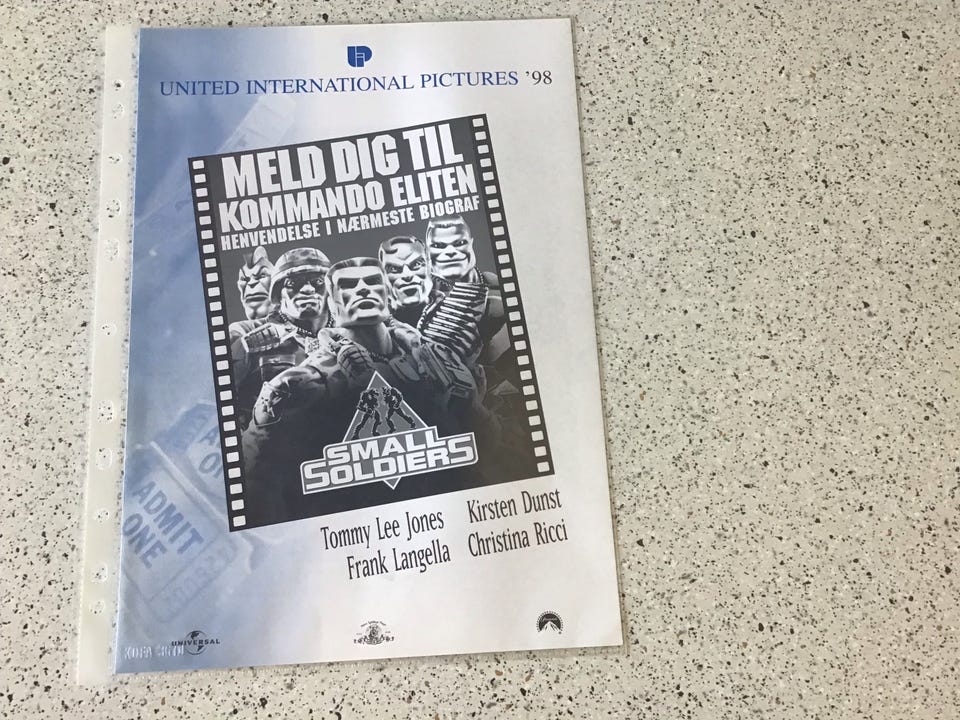 UNITED INTERNATIONAL PICTURES '98
MELD DIG TIL
KOMMANDO ELITEN
HENVENDELSE I NÆRMESTE BIOGRAF
SMALL
SOLDIERS
Tommy Lee Jones Kirsten Dunst
Frank Langella Christina Ricci
ADMIT
ONE
UNIVERSAL